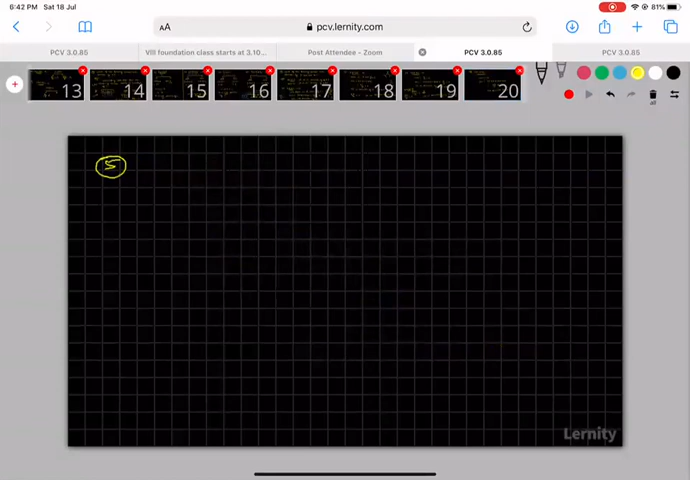 6:42 PM Sat 18 Jul 81%
AA pcv.lernity.com
PCV 3.0.85 VIII foundation class starts at 3.10... Post Attendee - Zoom PCV 3.0.85 PCV 3.0.85
13 14 15 16 17 18 19 20
all
5
Lernity